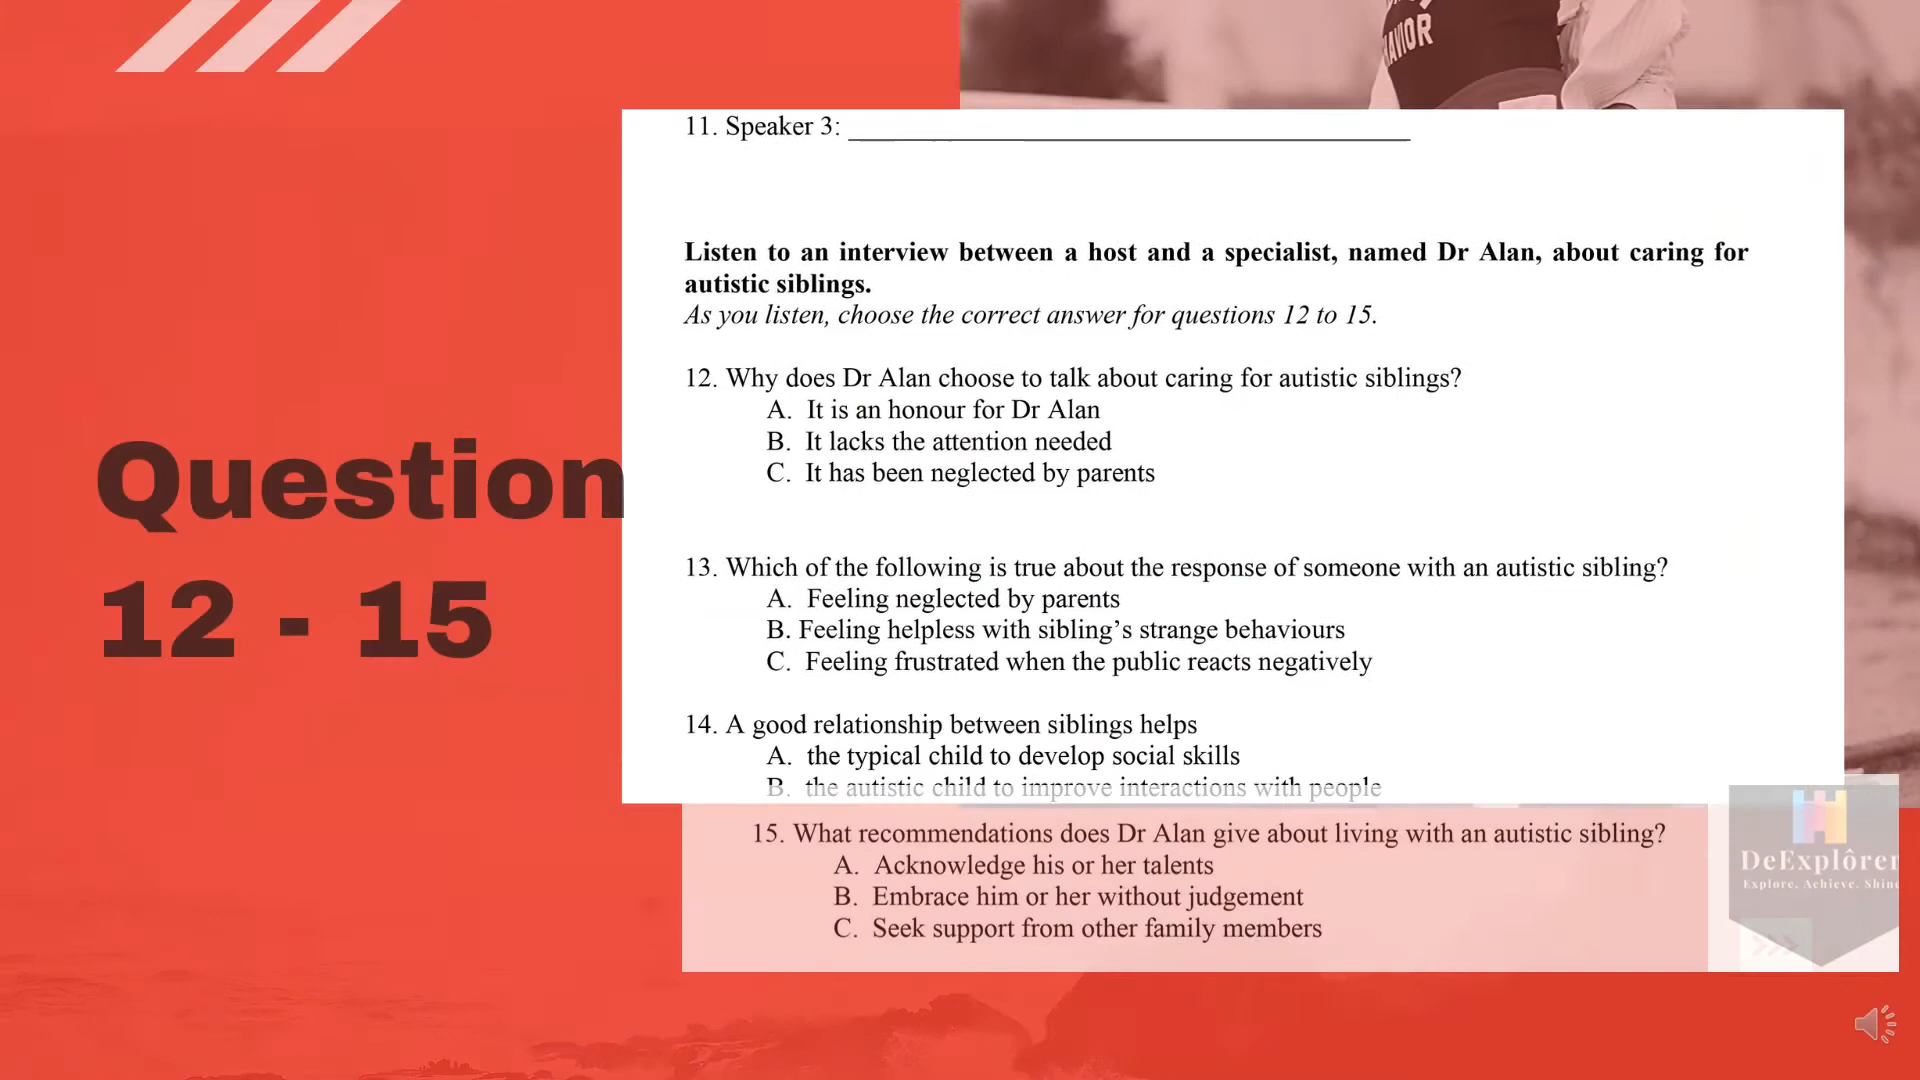 AVIOR
11. Speaker 3: ____________________
Listen to an interview between a host and a specialist, named Dr Alan, about caring for
autistic siblings.
As you listen, choose the correct answer for questions 12 to 15.
12. Why does Dr Alan choose to talk about caring for autistic siblings?
A. It is an honour for Dr Alan
B. It lacks the attention needed
C. It has been neglected by parents
Question
12 - 15
13. Which of the following is true about the response of someone with an autistic sibling?
A. Feeling neglected by parents
B. Feeling helpless with sibling’s strange behaviours
C. Feeling frustrated when the public reacts negatively
14. A good relationship between siblings helps
A. the typical child to develop social skills
B. the autistic child to improve interactions with people
15. What recommendations does Dr Alan give about living with an autistic sibling?
A. Acknowledge his or her talents
B. Embrace him or her without judgement
C. Seek support from other family members
DeExplôrer
Explore. Achieve. Shine